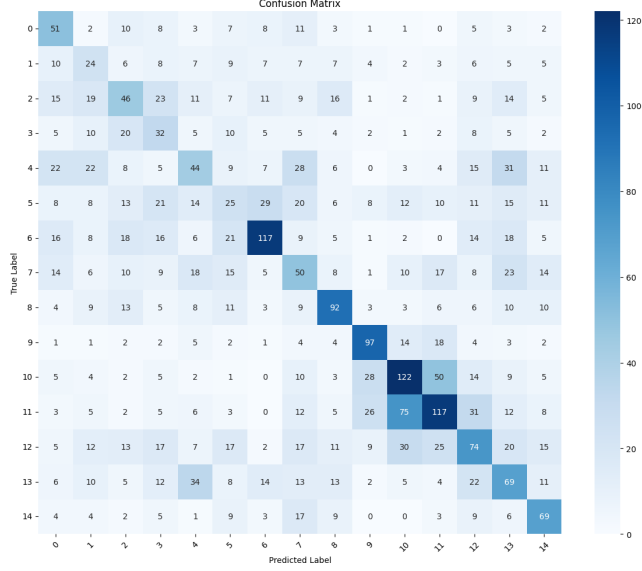 Confusion Matrix
0 51 2 10 8 3 7 8 11 3 1 1 0 5 3 2
1 10 24 6 8 7 9 7 7 7 4 2 3 6 5 5
2 15 19 46 23 11 7 11 9 16 1 2 1 9 14 5
3 5 10 20 32 5 10 5 5 4 2 1 2 8 5 2
4 22 22 8 5 44 9 7 28 6 0 3 4 15 31 11
5 8 8 13 21 14 25 29 20 6 8 12 10 11 15 11
6 16 8 18 16 6 21 117 9 5 1 2 0 14 18 5
7 14 6 10 9 18 15 5 50 8 1 10 17 8 23 14
8 4 9 13 5 8 11 3 9 92 3 3 6 6 10 10
9 1 1 2 2 5 2 1 4 4 97 14 18 4 3 2
10 5 4 2 5 2 1 0 10 3 28 122 50 14 9 5
11 3 5 2 5 6 3 0 12 5 26 75 117 31 12 8
12 5 12 13 17 7 17 2 17 11 9 30 25 74 20 15
13 6 10 5 12 34 8 14 13 13 2 5 4 22 69 11
14 4 4 2 5 1 9 3 17 9 0 0 3 9 6 69
0 1 2 3 4 5 6 7 8 9 10 11 12 13 14
True Label
Predicted Label
120
100
80
60
40
20
0